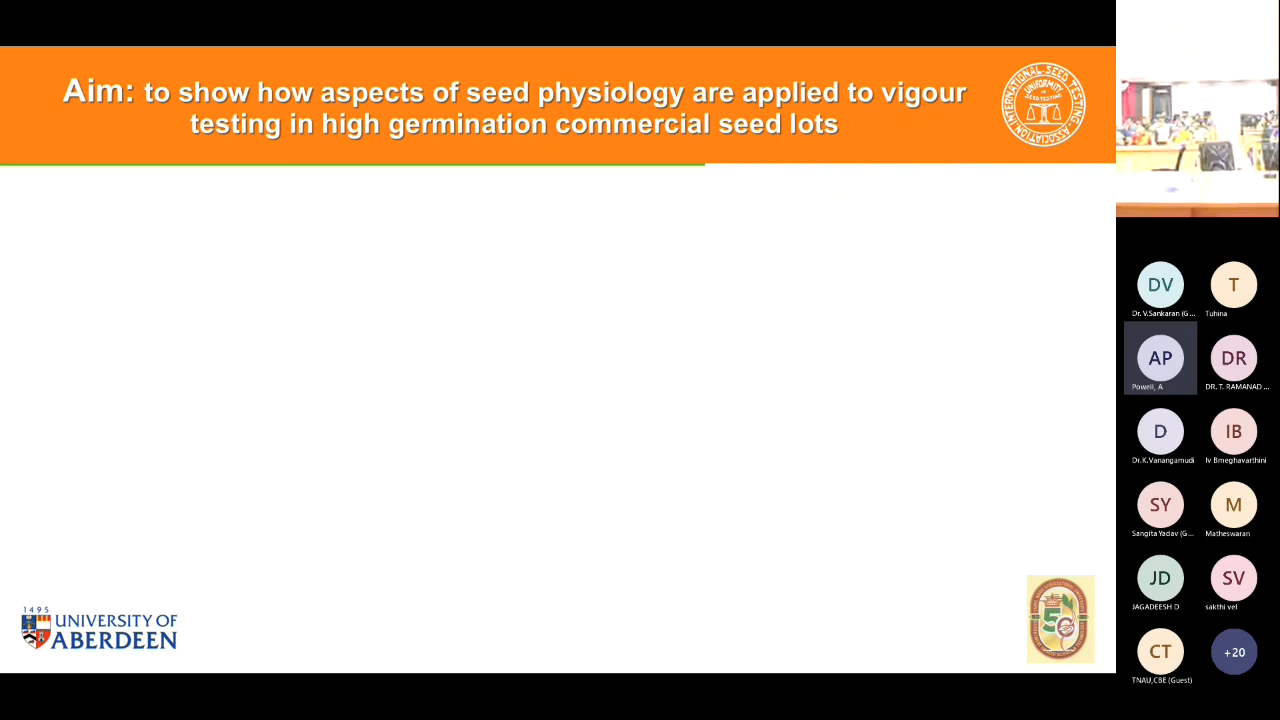 Aim: to show how aspects of seed physiology are applied to vigour
testing in high germination commercial seed lots
INTERNATIONAL SEED TESTING ASSOCIATION
UNIFORMITY
IN
SEED TESTING
1495
UNIVERSITY OF
ABERDEEN
DV
Dr. V.Sankaran (G...
T
Tuhina
AP
Powell, A
DR
DR. T. RAMANAD ...
D
Dr.K.Vanangamudi
IB
Iv Bmeghavarthini
SY
Sangita Yadav (G...
M
Matheswaran
JD
JAGADEESH D
SV
sakthi vel
CT
TNAU,CBE (Guest)
+20